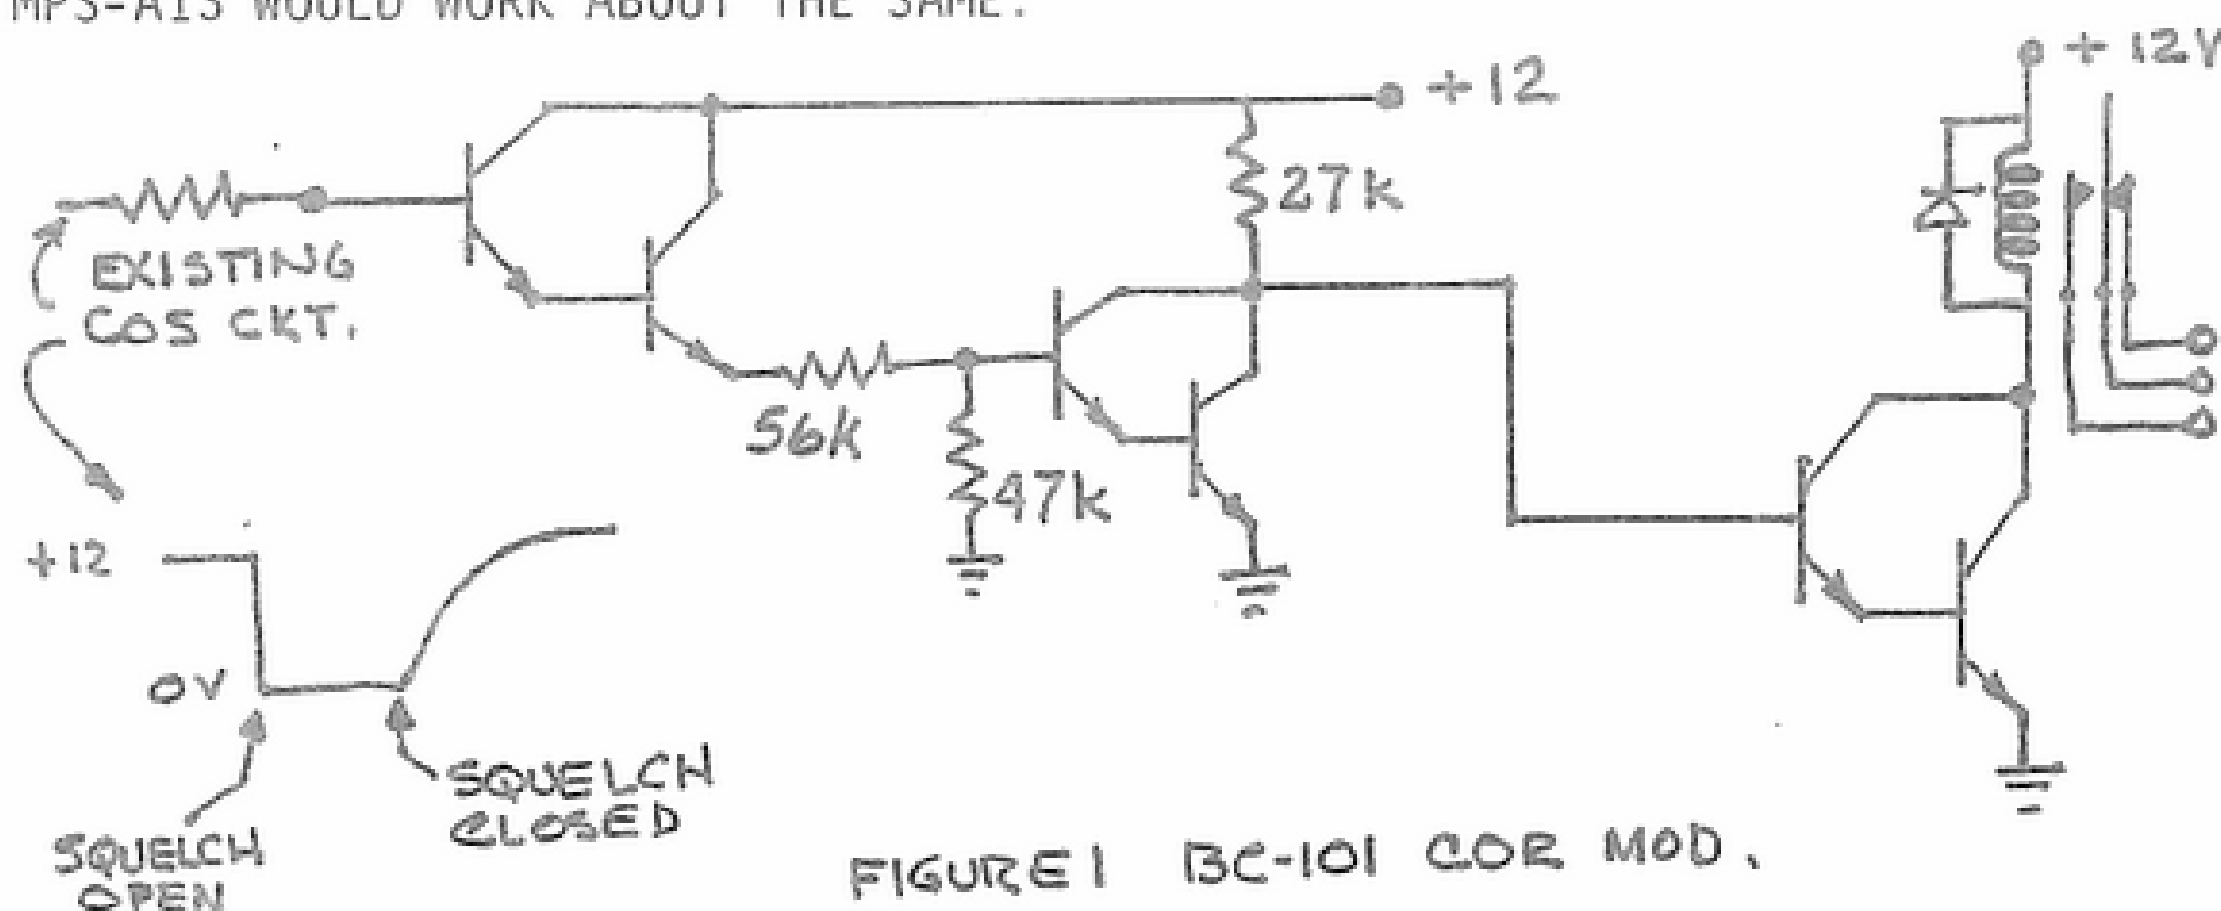 MPS-A13 WOULD WORK ABOUT THE SAME.
+12V
+12
27K
EXISTING
COS CKT.
56K
47K
+12
0V
SQUELCH
CLOSED
SQUELCH
OPEN
FIGURE 1 BC-101 COR MOD.